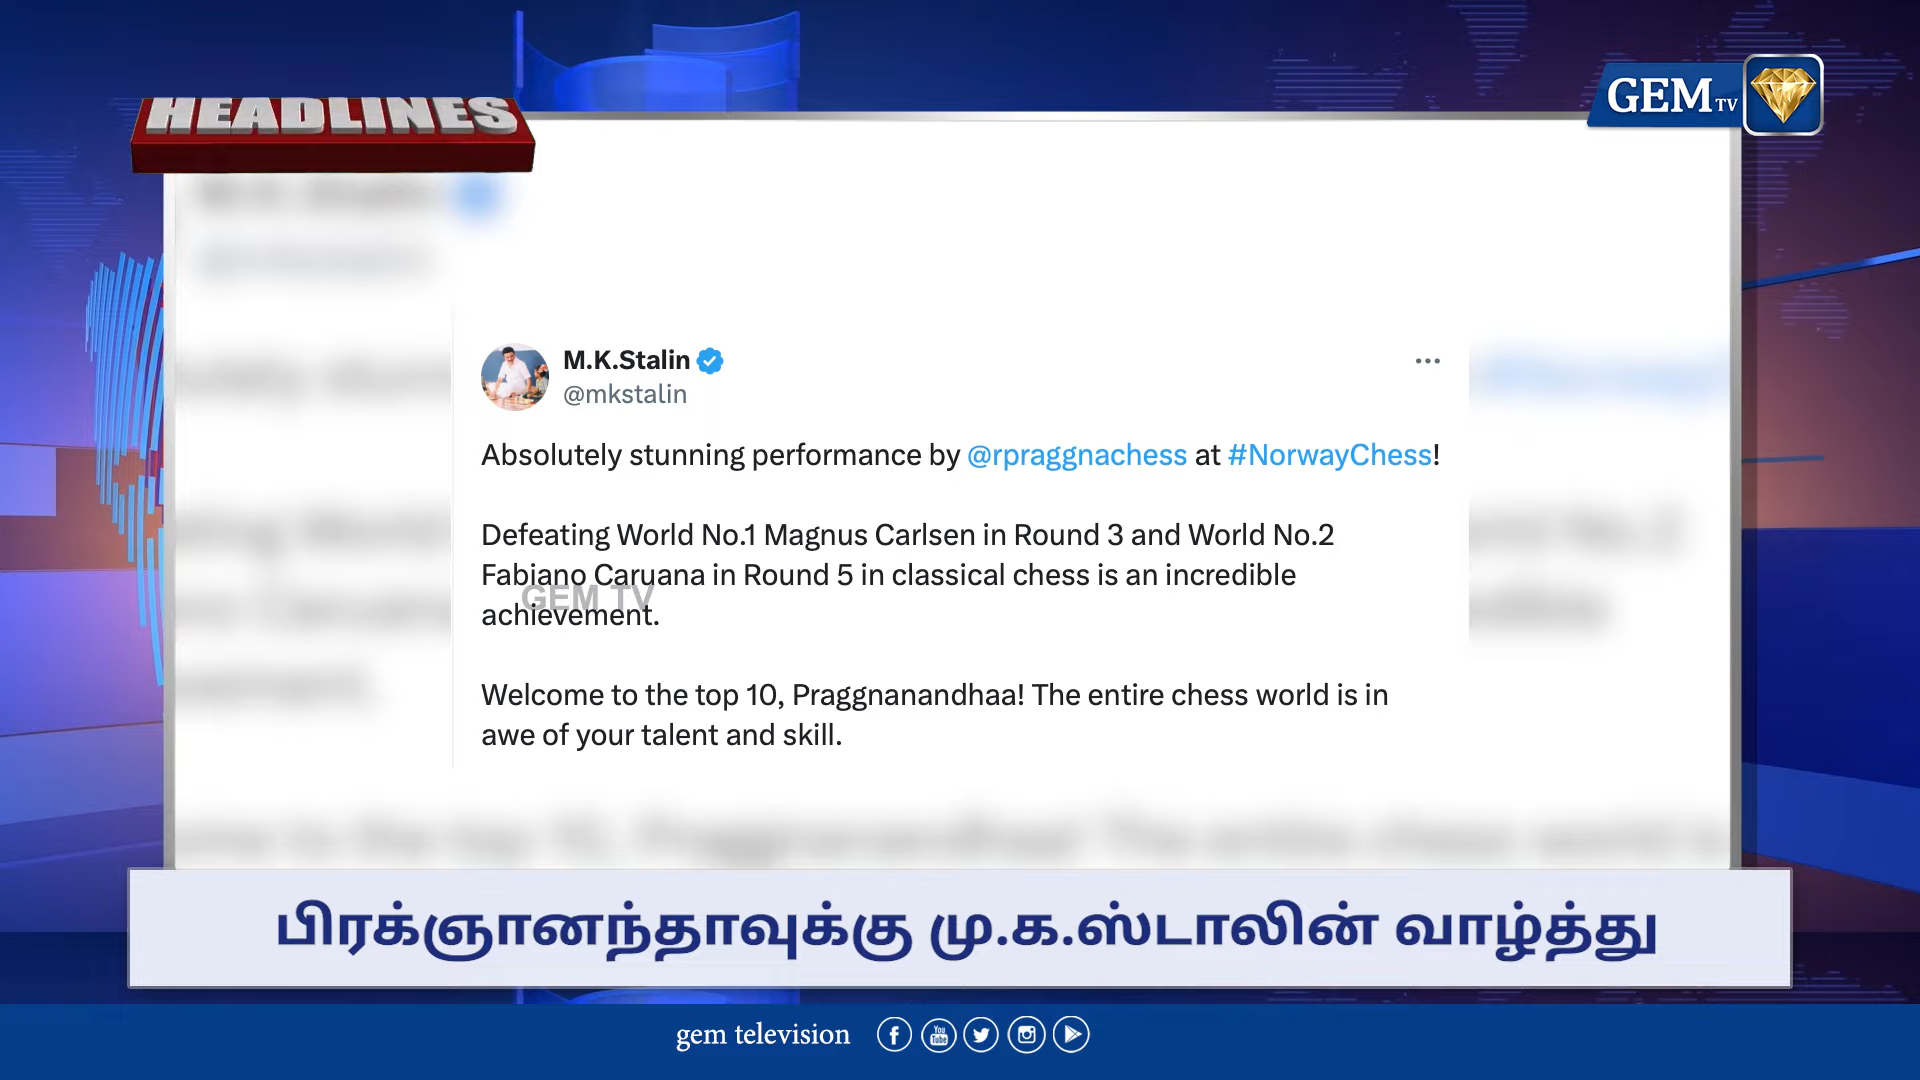 HEADLINES
GEM TV
M.K.Stalin
@mkstalin
Absolutely stunning performance by @rpraggnachess at #NorwayChess!
Defeating World No.1 Magnus Carlsen in Round 3 and World No.2
Fabiano Caruana in Round 5 in classical chess is an incredible
GEM TV
achievement.
Welcome to the top 10, Praggnanandhaa! The entire chess world is in
awe of your talent and skill.
பிரக்ஞானந்தாவுக்கு மு.க.ஸ்டாலின் வாழ்த்து
gem television